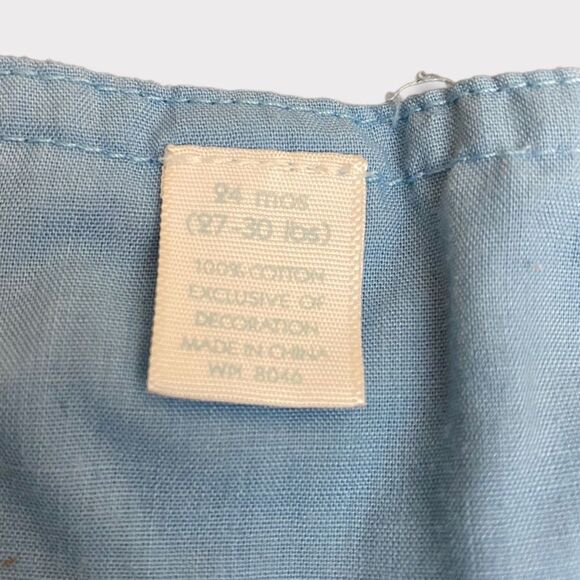 24 mos
(27-30 lbs)
100% COTTON
EXCLUSIVE OF
DECORATION
MADE IN CHINA
WPL 8046